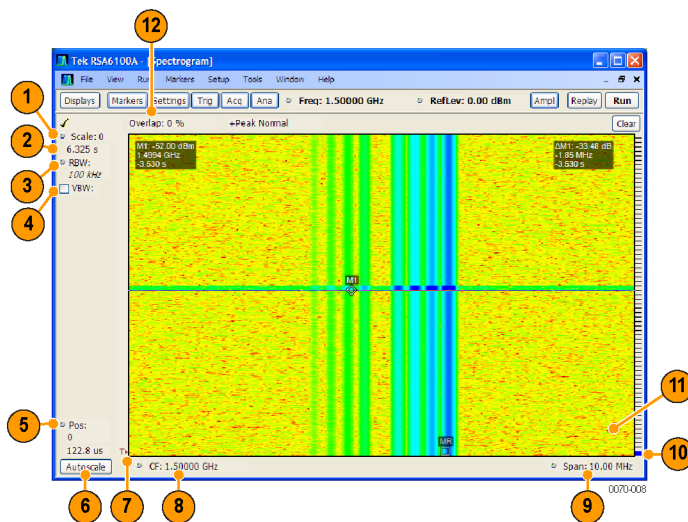 12
Tek RSA6100A - [Spectrogram]
File View Run Markers Setup Tools Window Help
Displays Markers Settings Trig Acq Ana Freq: 1.50000 GHz RefLev: 0.00 dBm Ampl Replay Run
Overlap: 0 % +Peak Normal Clear
1
Scale: 0
2
6.325 s
RBW:
3
100 kHz
VBW:
4
M1: -52.00 dBm
1.4994 GHz
-3.530 s
ΔM1: -33.48 dB
-1.85 MHz
-3.530 s
M1
11
5
Pos:
0
122.8 us
MR
10
Autoscale
CF: 1.50000 GHz
Span: 10.00 MHz
6
7
8
9
0070-008